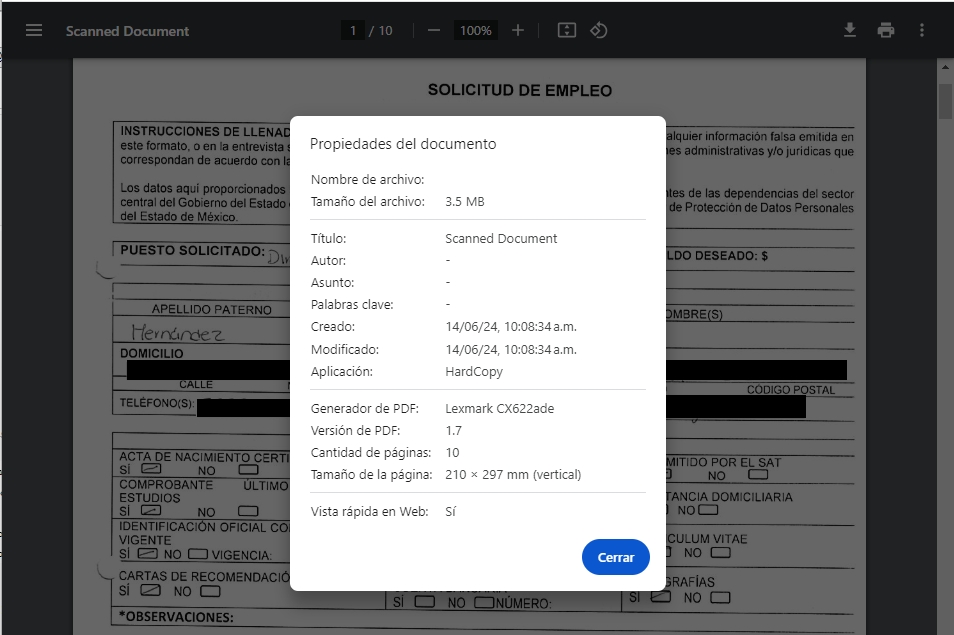 Scanned Document
1 / 10
100%
SOLICITUD DE EMPLEO
INSTRUCCIONES DE LLENAD
este formato, o en la entrevista s
correspondan de acuerdo con la
Los datos aquí proporcionados
central del Gobierno del Estado
del Estado de México.
alquier información falsa emitida en
nes administrativas y/o jurídicas que
tes de las dependencias del sector
de Protección de Datos Personales
PUESTO SOLICITADO:
LDO DESEADO: $
APELLIDO PATERNO
OMBRE(S)
Hernández
DOMICILIO
CALLE
CÓDIGO POSTAL
TELÉFONO(S):
ACTA DE NACIMIENTO CERTI
SÍ NO
COMPROBANTE ÚLTIMO
ESTUDIOS
SÍ NO
IDENTIFICACIÓN OFICIAL CO
VIGENTE
SÍ NO VIGENCIA:
CARTAS DE RECOMENDACIÓ
SÍ NO
*OBSERVACIONES:
MITIDO POR EL SAT
NO
TANCIA DOMICILIARIA
NO
CULUM VITAE
NO
GRAFÍAS
SÍ NO
SÍ NO NÚMERO:
Propiedades del documento
Nombre de archivo:
Tamaño del archivo: 3.5 MB
Título: Scanned Document
Autor: -
Asunto: -
Palabras clave: -
Creado: 14/06/24, 10:08:34 a.m.
Modificado: 14/06/24, 10:08:34 a.m.
Aplicación: HardCopy
Generador de PDF: Lexmark CX622ade
Versión de PDF: 1.7
Cantidad de páginas: 10
Tamaño de la página: 210 × 297 mm (vertical)
Vista rápida en Web: Sí
Cerrar